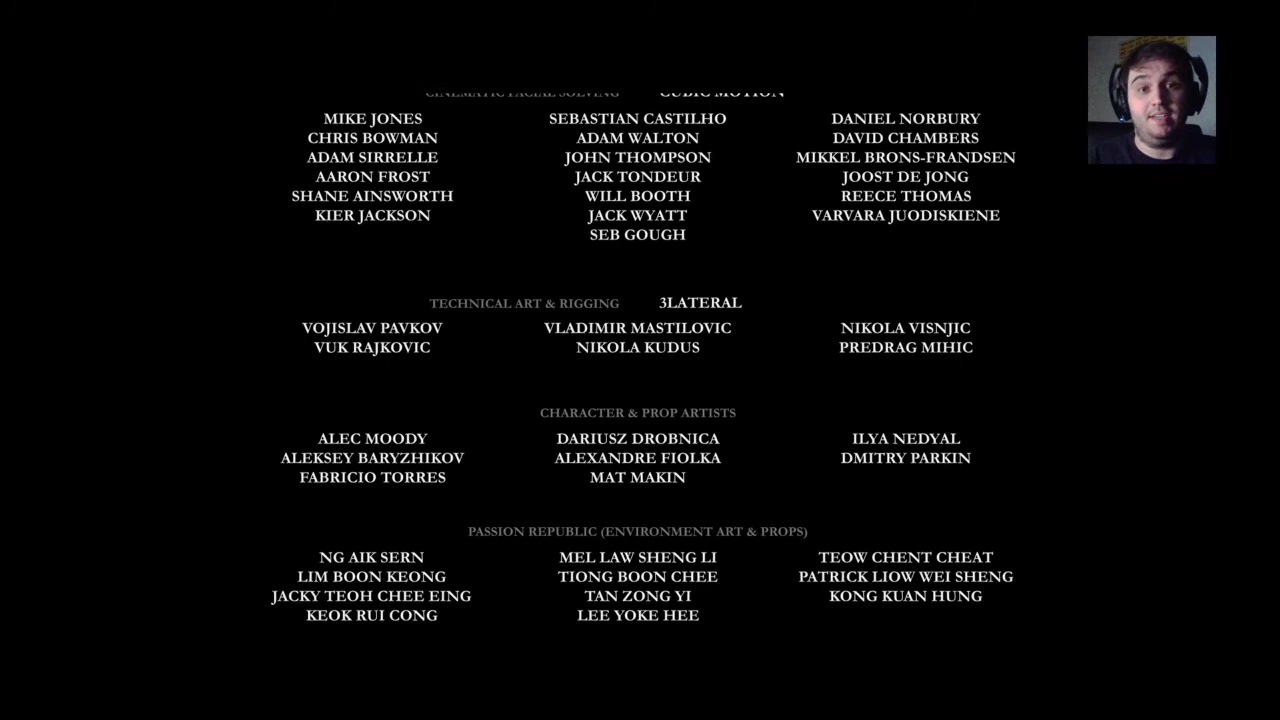 CINEMATIC FACIAL SOLVING CUBIC MOTION
MIKE JONES SEBASTIAN CASTILHO DANIEL NORBURY
CHRIS BOWMAN ADAM WALTON DAVID CHAMBERS
ADAM SIRRELLE JOHN THOMPSON MIKKEL BRONS-FRANDSEN
AARON FROST JACK TONDEUR JOOST DE JONG
SHANE AINSWORTH WILL BOOTH REECE THOMAS
KIER JACKSON JACK WYATT VARVARA JUODISKIENE
SEB GOUGH
TECHNICAL ART & RIGGING 3LATERAL
VOJISLAV PAVKOV VLADIMIR MASTILOVIC NIKOLA VISNJIC
VUK RAJKOVIC NIKOLA KUDUS PREDRAG MIHIC
CHARACTER & PROP ARTISTS
ALEC MOODY DARIUSZ DROBNICA ILYA NEDYAL
ALEKSEY BARYZHIKOV ALEXANDRE FIOLKA DMITRY PARKIN
FABRICIO TORRES MAT MAKIN
PASSION REPUBLIC (ENVIRONMENT ART & PROPS)
NG AIK SERN MEL LAW SHENG LI TEOW CHENT CHEAT
LIM BOON KEONG TIONG BOON CHEE PATRICK LIOW WEI SHENG
JACKY TEOH CHEE EING TAN ZONG YI KONG KUAN HUNG
KEOK RUI CONG LEE YOKE HEE